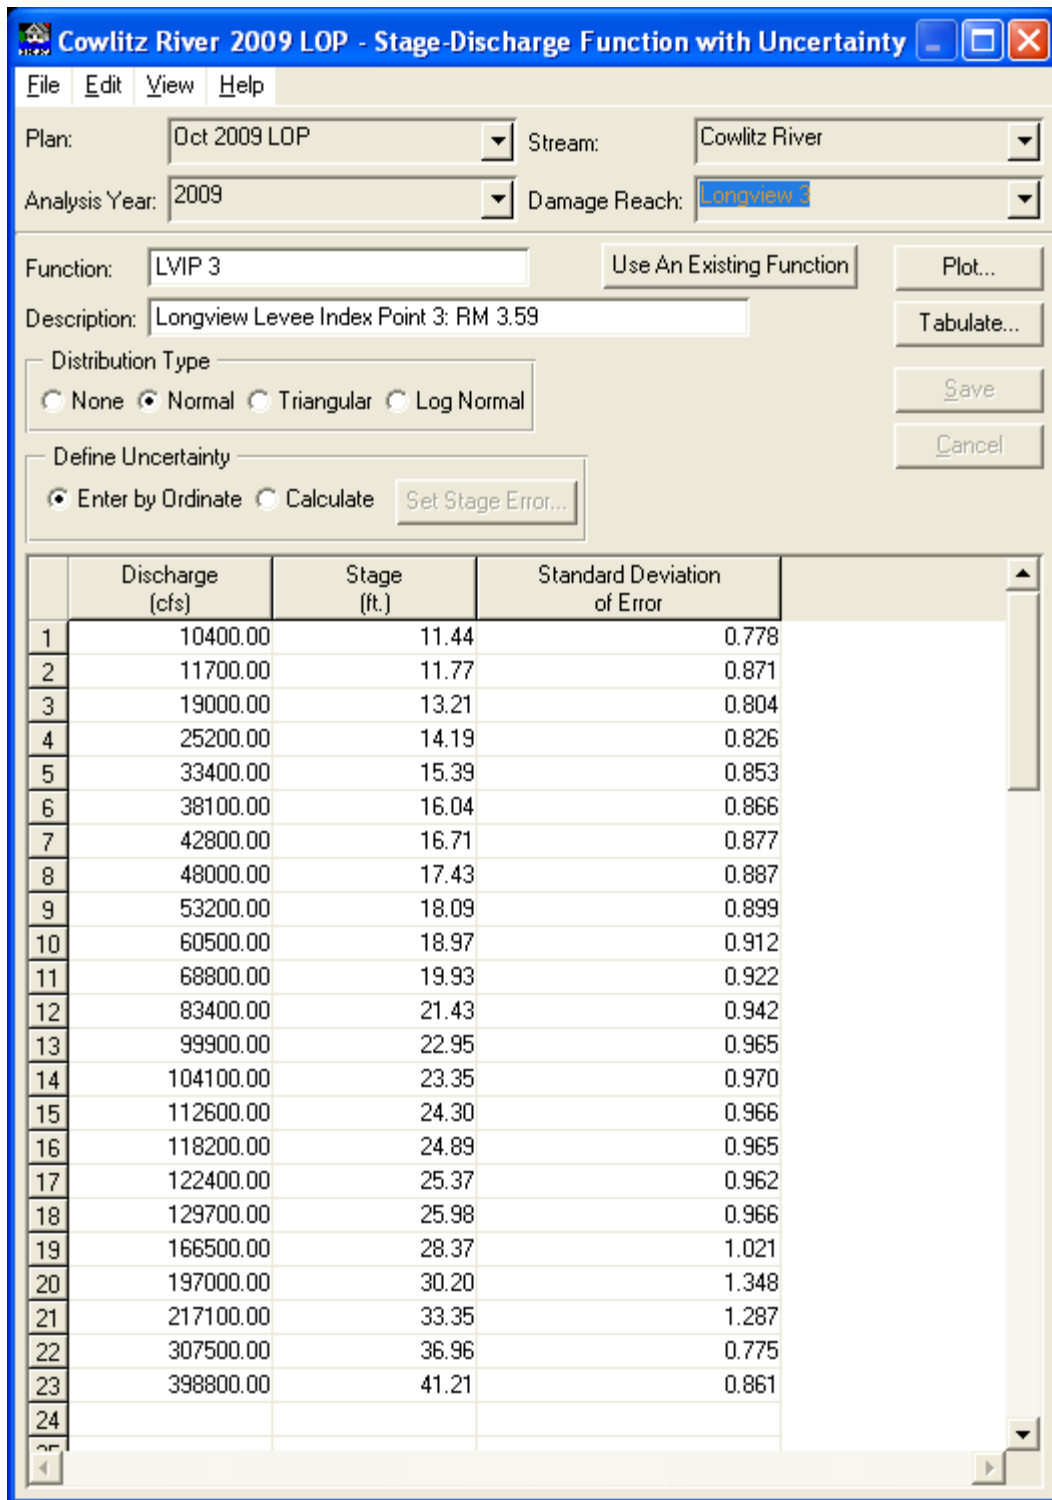 Cowlitz River 2009 LOP - Stage-Discharge Function with Uncertainty
File Edit View Help
Plan: Oct 2009 LOP Stream: Cowlitz River
Analysis Year: 2009 Damage Reach: Longview 3
Function: LVIP 3 Use An Existing Function Plot...
Description: Longview Levee Index Point 3: RM 3.59 Tabulate...
Distribution Type
None Normal Triangular Log Normal Save
Cancel
Define Uncertainty
Enter by Ordinate Calculate Set Stage Error...
Discharge Stage Standard Deviation
(cfs) (ft.) of Error
1 10400.00 11.44 0.778
2 11700.00 11.77 0.871
3 19000.00 13.21 0.804
4 25200.00 14.19 0.826
5 33400.00 15.39 0.853
6 38100.00 16.04 0.866
7 42800.00 16.71 0.877
8 48000.00 17.43 0.887
9 53200.00 18.09 0.899
10 60500.00 18.97 0.912
11 68800.00 19.93 0.922
12 83400.00 21.43 0.942
13 99900.00 22.95 0.965
14 104100.00 23.35 0.970
15 112600.00 24.30 0.966
16 118200.00 24.89 0.965
17 122400.00 25.37 0.962
18 129700.00 25.98 0.966
19 166500.00 28.37 1.021
20 197000.00 30.20 1.348
21 217100.00 33.35 1.287
22 307500.00 36.96 0.775
23 398800.00 41.21 0.861
24